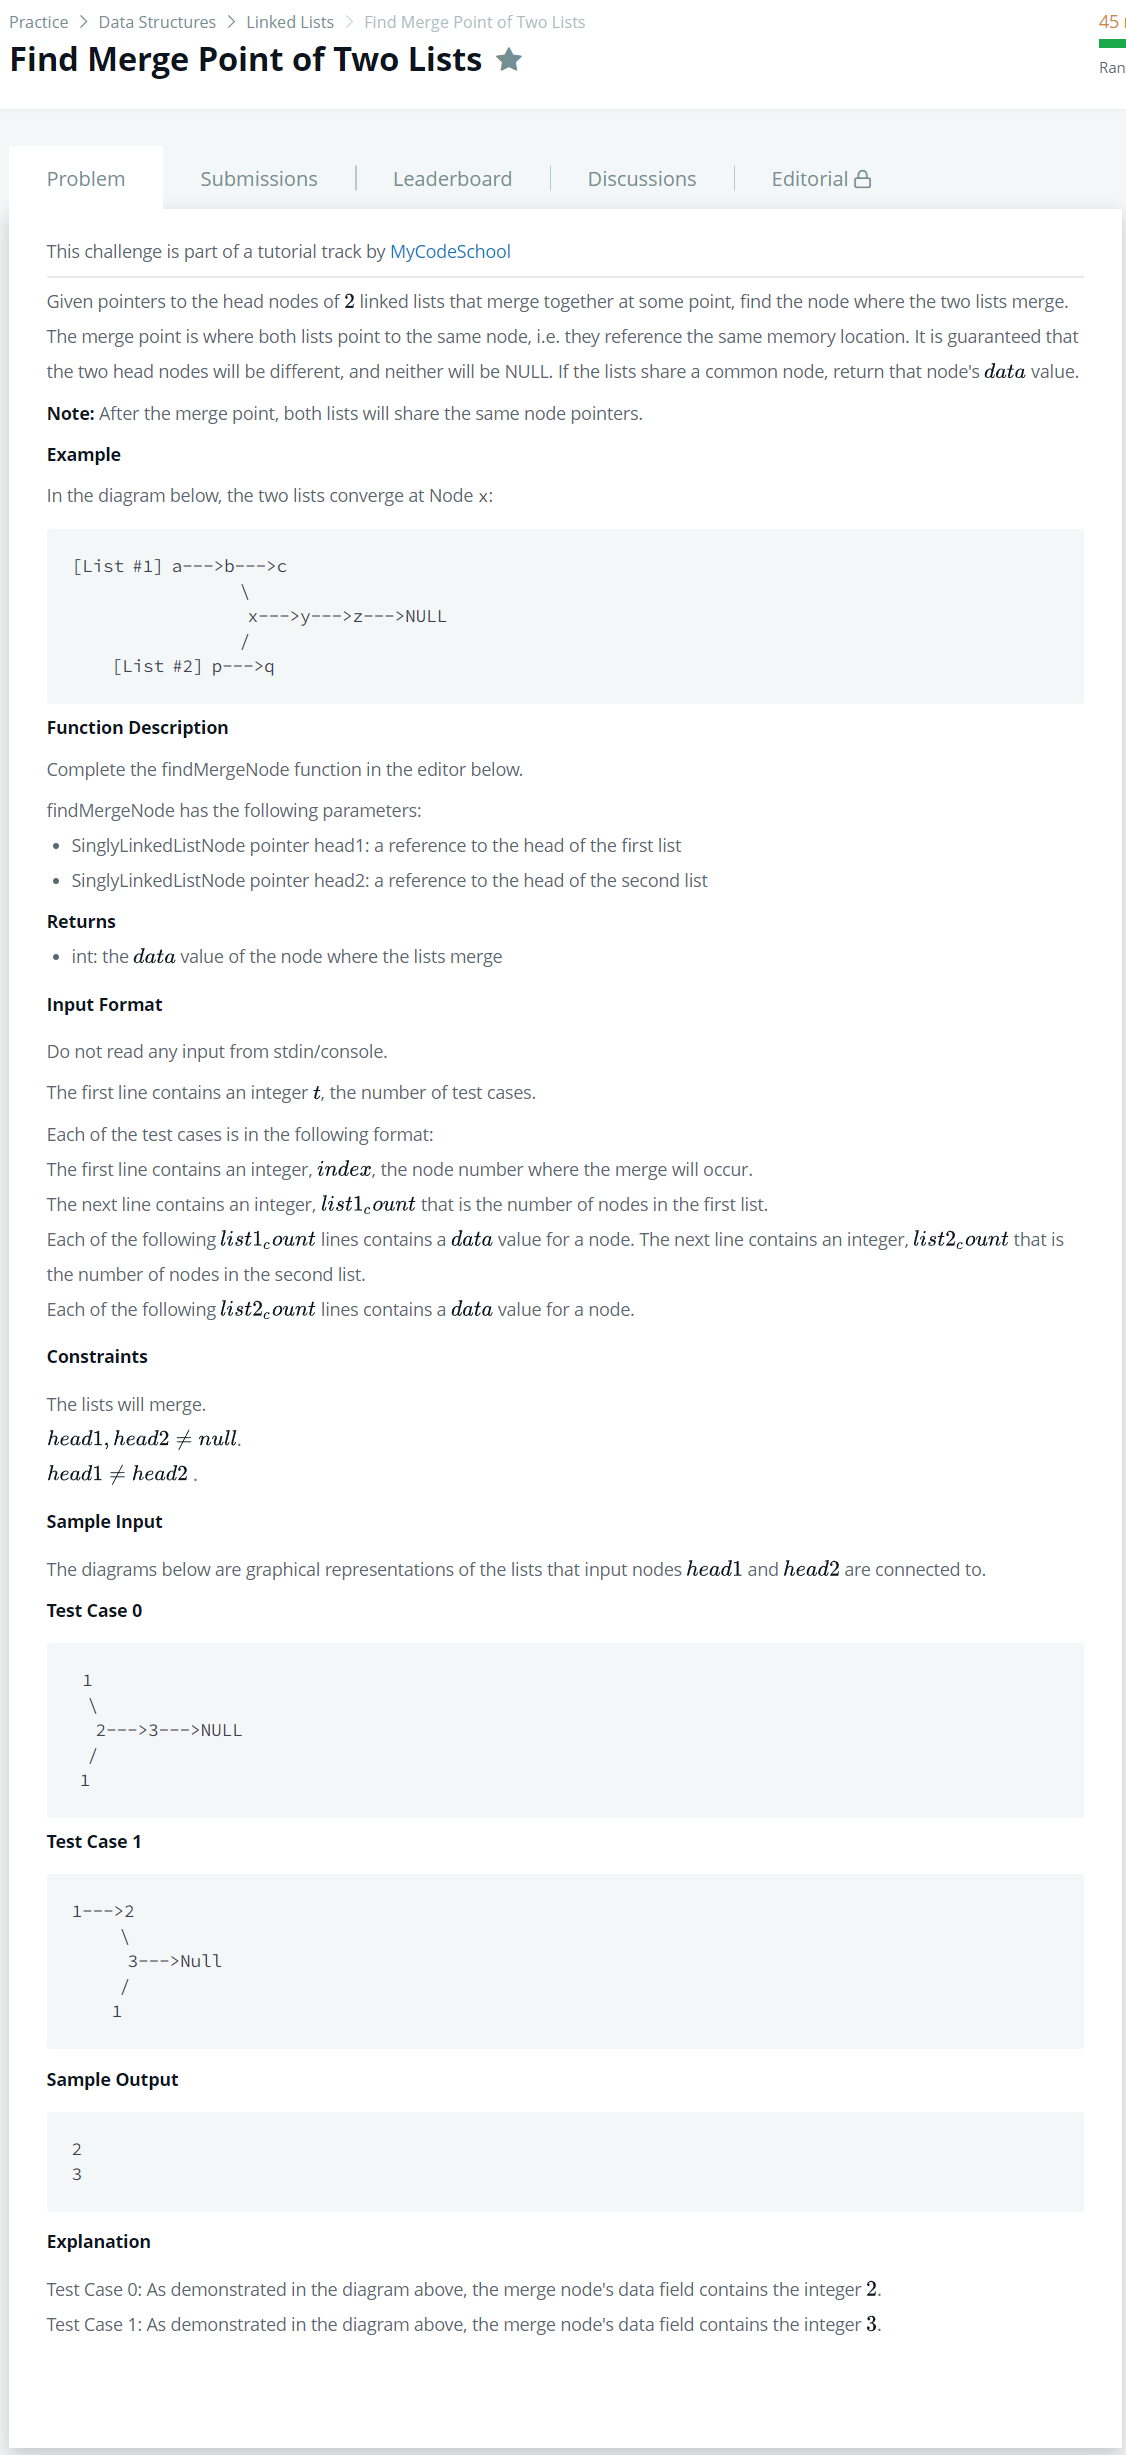 Practice > Data Structures > Linked Lists > Find Merge Point of Two Lists
45
Find Merge Point of Two Lists
Ran
Problem Submissions | Leaderboard | Discussions | Editorial
This challenge is part of a tutorial track by MyCodeSchool
Given pointers to the head nodes of 2 linked lists that merge together at some point, find the node where the two lists merge.
The merge point is where both lists point to the same node, i.e. they reference the same memory location. It is guaranteed that
the two head nodes will be different, and neither will be NULL. If the lists share a common node, return that node's data value.
Note: After the merge point, both lists will share the same node pointers.
Example
In the diagram below, the two lists converge at Node x:
[List #1] a--->b--->c
\
x--->y--->z--->NULL
/
[List #2] p--->q
Function Description
Complete the findMergeNode function in the editor below.
findMergeNode has the following parameters:
• SinglyLinkedListNode pointer head1: a reference to the head of the first list
• SinglyLinkedListNode pointer head2: a reference to the head of the second list
Returns
• int: the data value of the node where the lists merge
Input Format
Do not read any input from stdin/console.
The first line contains an integer t, the number of test cases.
Each of the test cases is in the following format:
The first line contains an integer, index, the node number where the merge will occur.
The next line contains an integer, list1_count that is the number of nodes in the first list.
Each of the following list1_count lines contains a data value for a node. The next line contains an integer, list2_count that is
the number of nodes in the second list.
Each of the following list2_count lines contains a data value for a node.
Constraints
The lists will merge.
head1, head2 ≠ null.
head1 ≠ head2 .
Sample Input
The diagrams below are graphical representations of the lists that input nodes head1 and head2 are connected to.
Test Case 0
1
\
2--->3--->NULL
/
1
Test Case 1
1--->2
\
3--->Null
/
1
Sample Output
2
3
Explanation
Test Case 0: As demonstrated in the diagram above, the merge node's data field contains the integer 2.
Test Case 1: As demonstrated in the diagram above, the merge node's data field contains the integer 3.